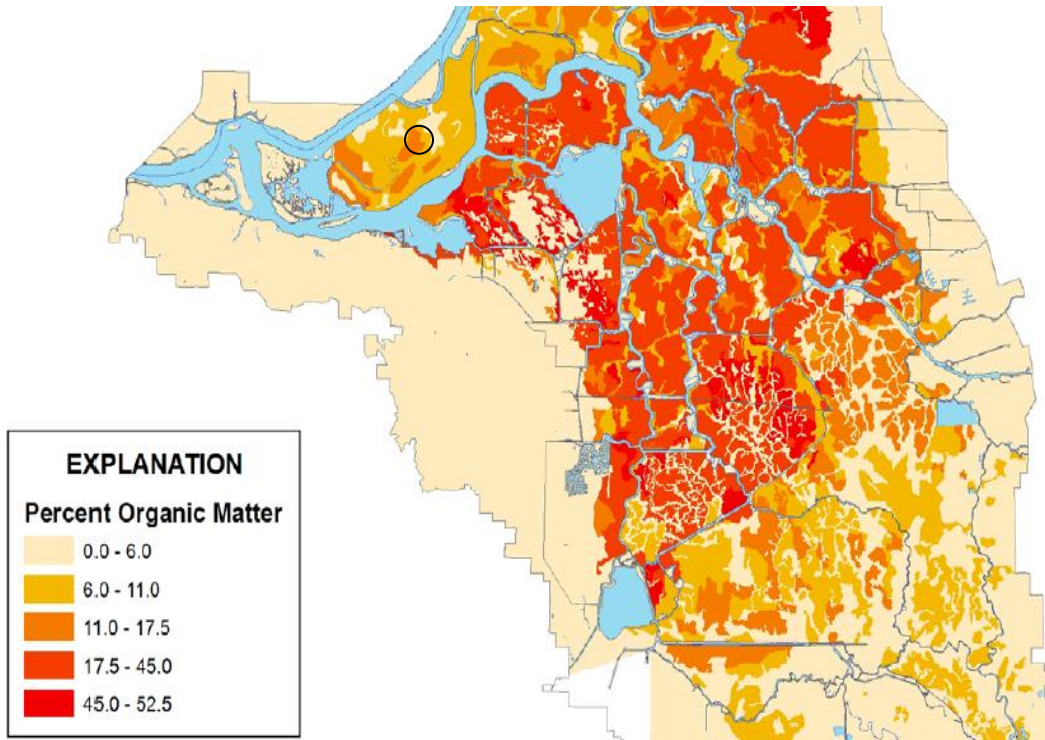 EXPLANATION
Percent Organic Matter
0.0 - 6.0
6.0 - 11.0
11.0 - 17.5
17.5 - 45.0
45.0 - 52.5